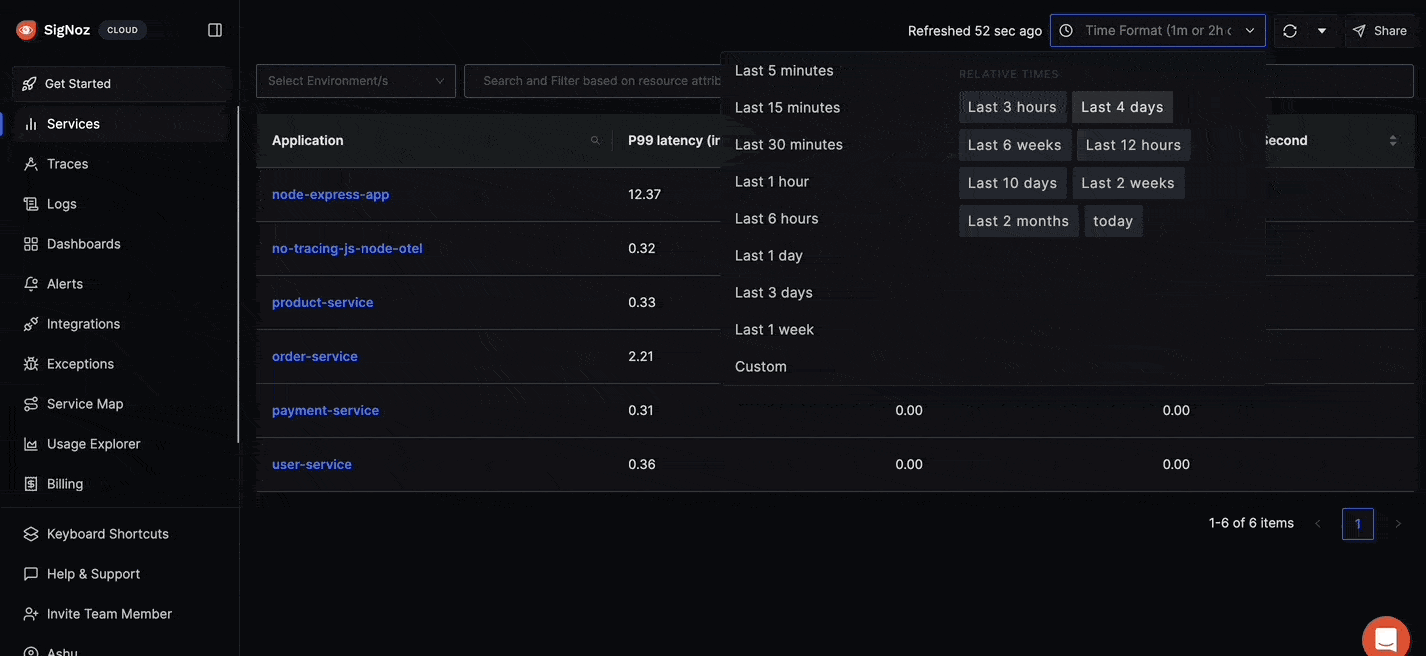 SigNoz CLOUD
Refreshed 52 sec ago
Time Format (1m or 2h
Share
Get Started
Services
Traces
Logs
Dashboards
Alerts
Integrations
Exceptions
Service Map
Usage Explorer
Billing
Keyboard Shortcuts
Help & Support
Invite Team Member
Ashu
Select Environment/s
Search and Filter based on resource attrib
Application
P99 latency (in
Second
node-express-app 12.37
no-tracing-js-node-otel 0.32
product-service 0.33
order-service 2.21
payment-service 0.31 0.00 0.00
user-service 0.36 0.00 0.00
Last 5 minutes
Last 15 minutes
Last 30 minutes
Last 1 hour
Last 6 hours
Last 1 day
Last 3 days
Last 1 week
Custom
RELATIVE TIMES
Last 3 hours Last 4 days
Last 6 weeks Last 12 hours
Last 10 days Last 2 weeks
Last 2 months today
1-6 of 6 items
1